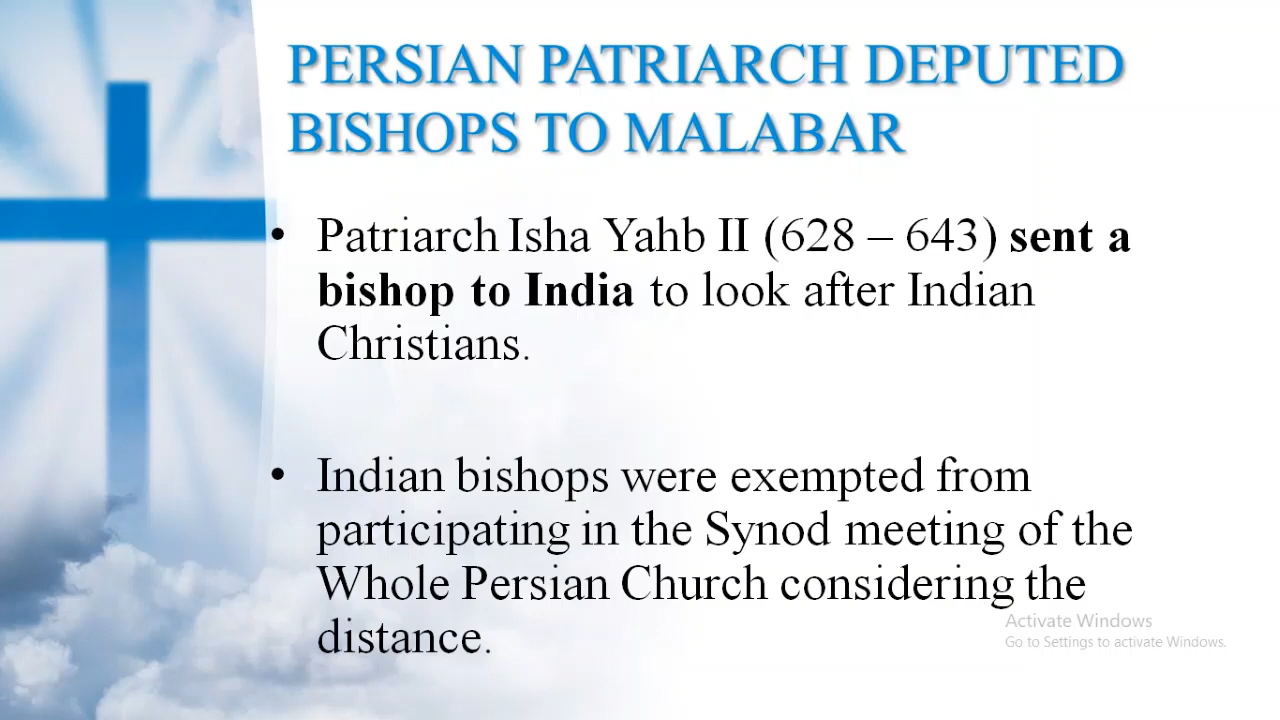 PERSIAN PATRIARCH DEPUTED
BISHOPS TO MALABAR
• Patriarch Isha Yahb II (628 – 643) sent a
bishop to India to look after Indian
Christians.
• Indian bishops were exempted from
participating in the Synod meeting of the
Whole Persian Church considering the
distance.
Activate Windows
Go to Settings to activate Windows.